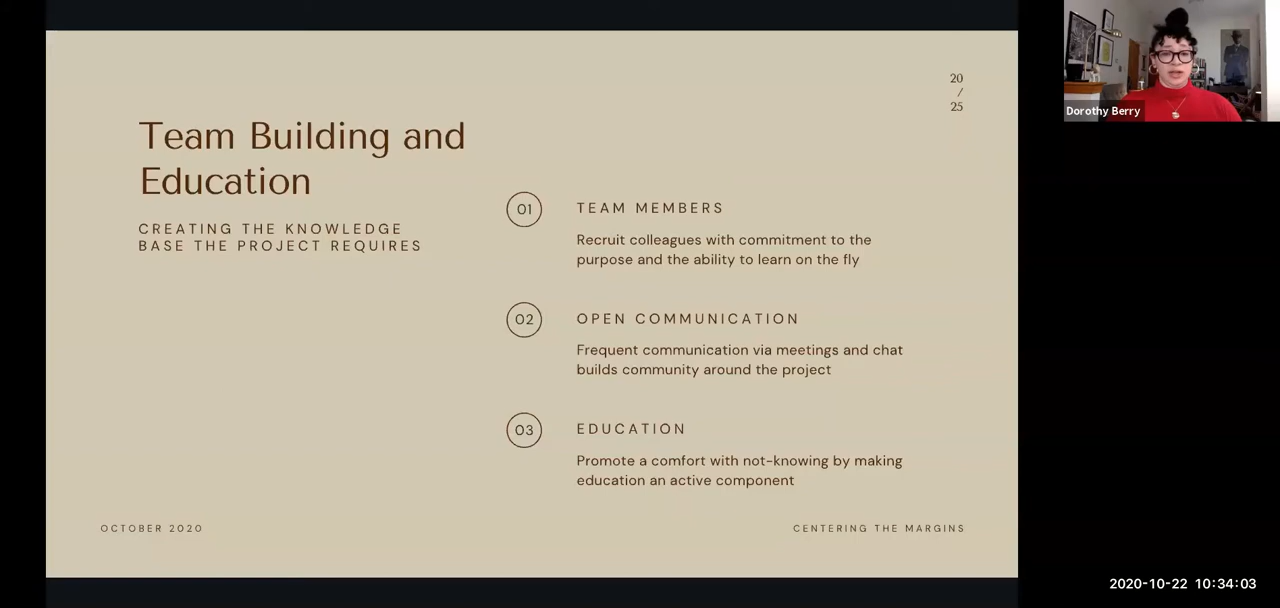 20
/
25
Team Building and
Education
CREATING THE KNOWLEDGE
BASE THE PROJECT REQUIRES
01
TEAM MEMBERS
Recruit colleagues with commitment to the
purpose and the ability to learn on the fly
02
OPEN COMMUNICATION
Frequent communication via meetings and chat
builds community around the project
03
EDUCATION
Promote a comfort with not-knowing by making
education an active component
OCTOBER 2020
CENTERING THE MARGINS
Dorothy Berry
2020-10-22 10:34:03